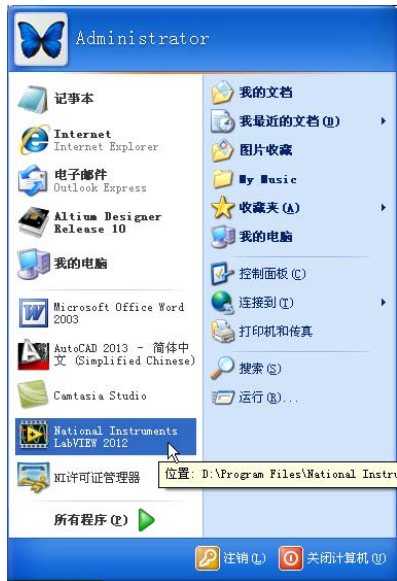 Administrator
记事本
Internet
Internet Explorer
电子邮件
Outlook Express
Altium Designer
Release 10
我的电脑
Microsoft Office Word
2003
AutoCAD 2013 - 简体中
文 (Simplified Chinese)
Camtasia Studio
National Instruments
LabVIEW 2012
NI许可证管理器
所有程序(P)
我的文档
我最近的文档(D)
图片收藏
My Music
收藏夹(A)
我的电脑
控制面板(C)
连接到(T)
打印机和传真
搜索(S)
运行(R)...
位置: D:\Program Files\National Instru
注销(L)
关闭计算机(U)